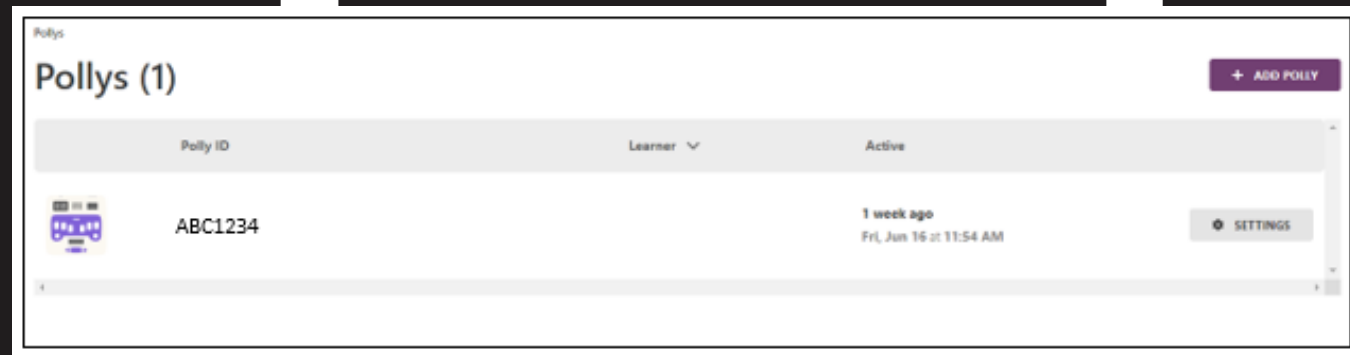 Pollys
Pollys (1)
+ ADD POLLY
Polly ID Learner Active
ABC1234
1 week ago
Fri, Jun 16 at 11:54 AM
SETTINGS